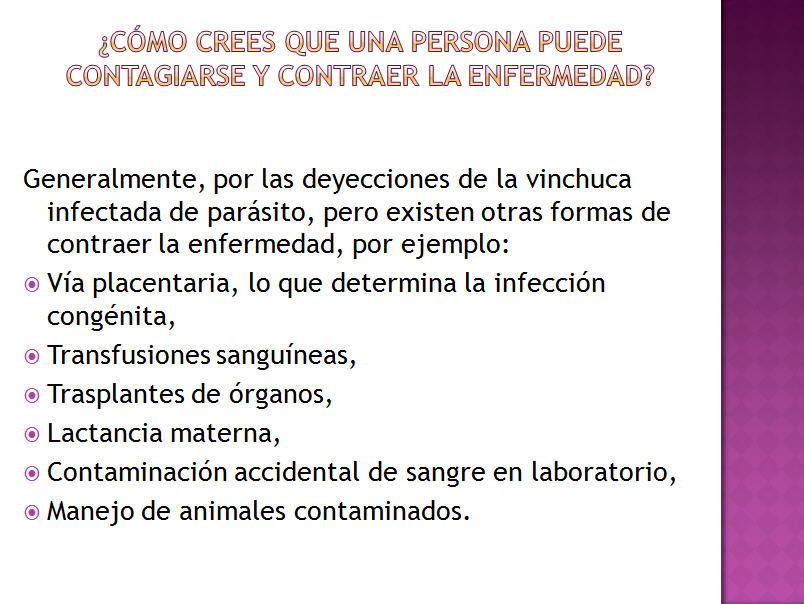 ¿CÓMO CREES QUE UNA PERSONA PUEDE
CONTAGIARSE Y CONTRAER LA ENFERMEDAD?
Generalmente, por las deyecciones de la vinchuca
infectada de parásito, pero existen otras formas de
contraer la enfermedad, por ejemplo:
Vía placentaria, lo que determina la infección
congénita,
Transfusiones sanguíneas,
Trasplantes de órganos,
Lactancia materna,
Contaminación accidental de sangre en laboratorio,
Manejo de animales contaminados.